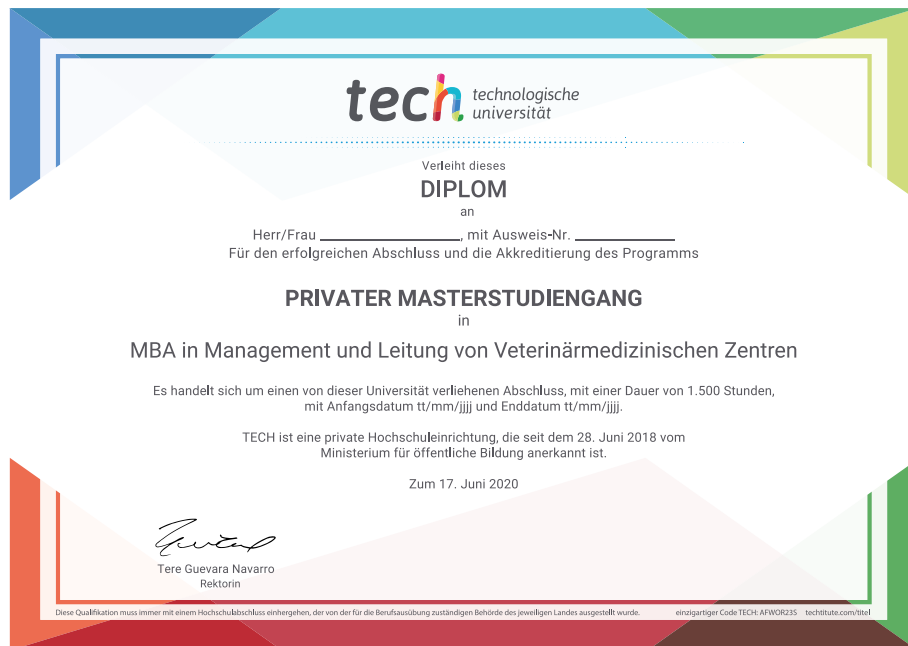 tech technologische
universität
Verleiht dieses
DIPLOM
an
Herr/Frau ____________, mit Ausweis-Nr. ____________
Für den erfolgreichen Abschluss und die Akkreditierung des Programms
PRIVATER MASTERSTUDIENGANG
in
MBA in Management und Leitung von Veterinärmedizinischen Zentren
Es handelt sich um einen von dieser Universität verliehenen Abschluss, mit einer Dauer von 1.500 Stunden,
mit Anfangsdatum tt/mm/jjjj und Enddatum tt/mm/jjjj.
TECH ist eine private Hochschuleinrichtung, die seit dem 28. Juni 2018 vom
Ministerium für öffentliche Bildung anerkannt ist.
Zum 17. Juni 2020
Tere Guevara Navarro
Rektorin
Diese Qualifikation muss immer mit einem Hochschulabschluss einhergehen, der von der für die Berufsausübung zuständigen Behörde des jeweiligen Landes ausgestellt wurde. einzigartiger Code TECH: AFWOR23S techtitute.com/titel